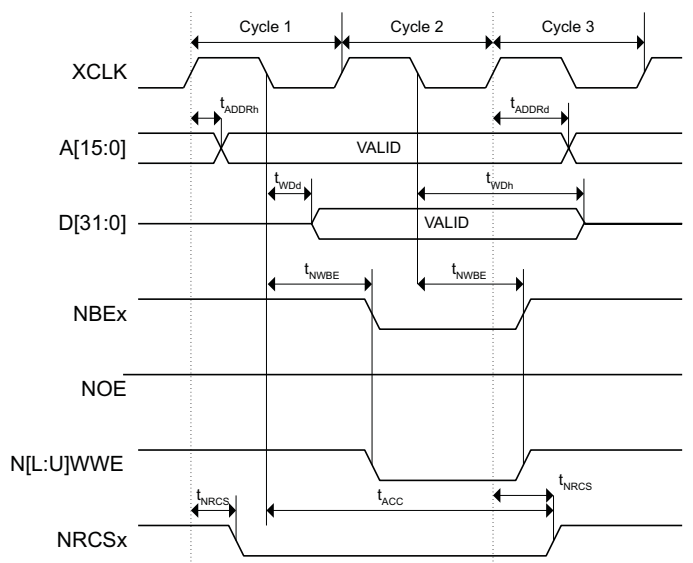 Cycle 1 Cycle 2 Cycle 3
XCLK
tADDRh tADDRd
A[15:0] VALID
tWDd tWDh
D[31:0] VALID
tNWBE tNWBE
NBEx
NOE
N[L:U]WWE
tNRCS tACC tNRCS
NRCSx